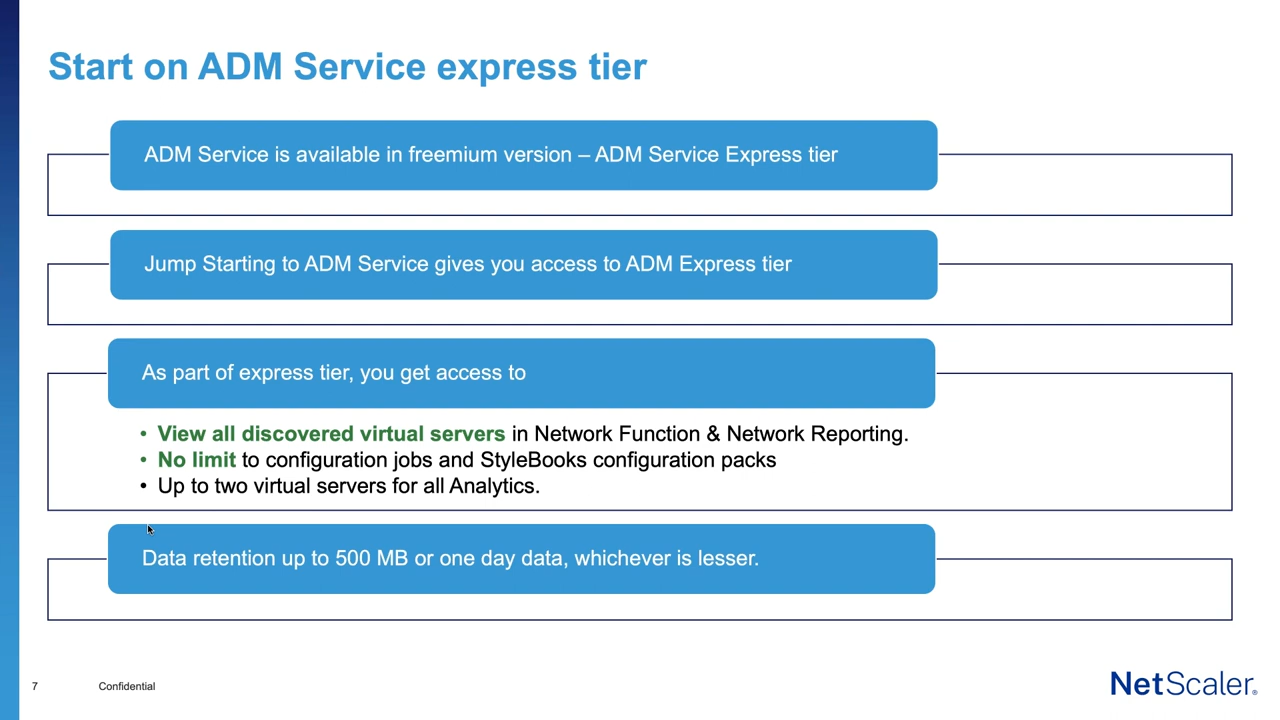 Start on ADM Service express tier
ADM Service is available in freemium version – ADM Service Express tier
Jump Starting to ADM Service gives you access to ADM Express tier
As part of express tier, you get access to
• View all discovered virtual servers in Network Function & Network Reporting.
• No limit to configuration jobs and StyleBooks configuration packs
• Up to two virtual servers for all Analytics.
Data retention up to 500 MB or one day data, whichever is lesser.
7 Confidential
NetScaler®